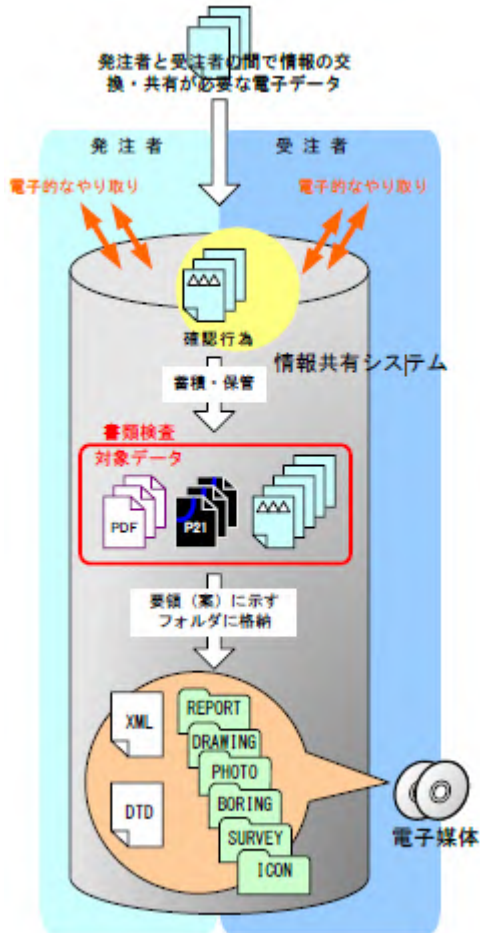 発注者と受注者の間で情報の交
換・共有が必要な電子データ
発注者
受注者
電子的なやり取り
電子的なやり取り
確認行為
情報共有システム
蓄積・保管
書類検査
対象データ
PDF
P21
要領（案）に示す
フォルダに格納
XML
REPORT
DRAWING
PHOTO
DTD
BORING
SURVEY
ICON
電子媒体